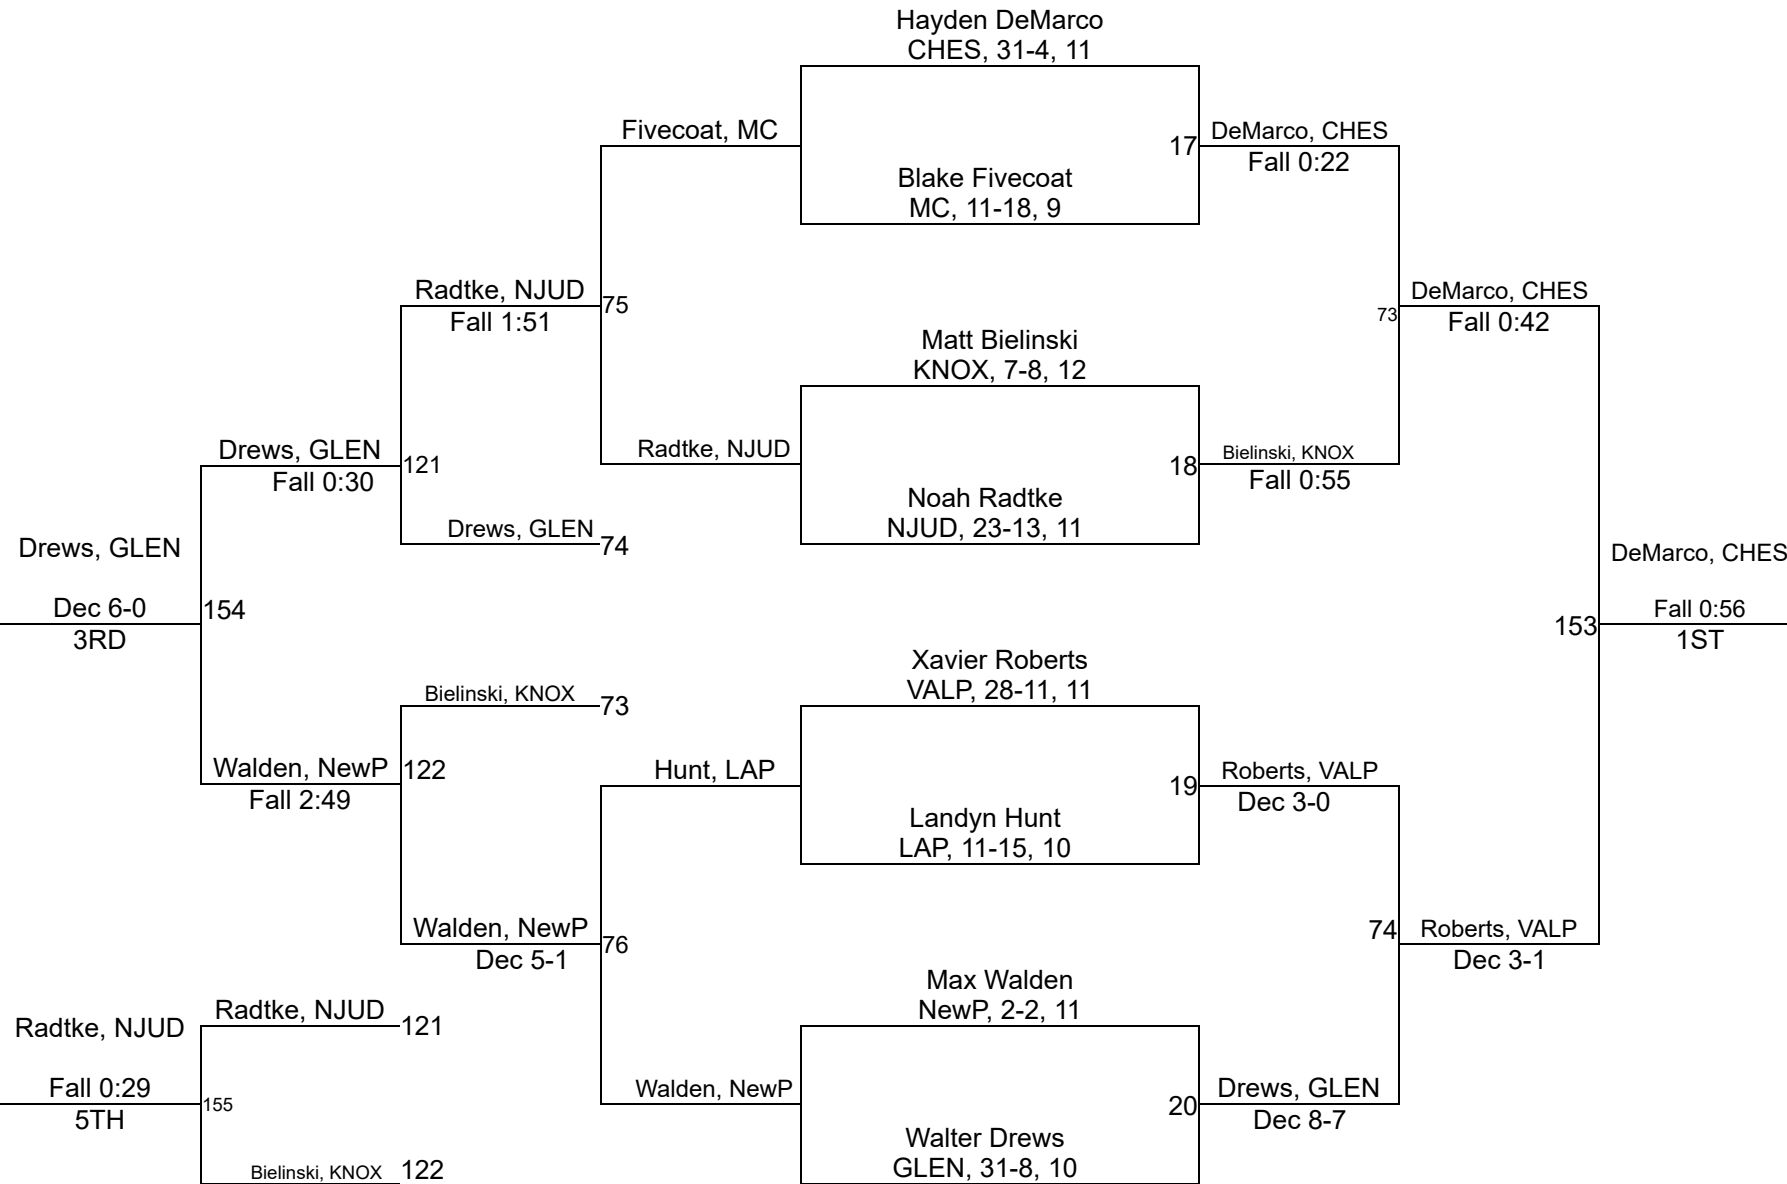 Hayden DeMarco
CHES, 31-4, 11
Fivecoat, MC
17
DeMarco, CHES
Fall 0:22
Blake Fivecoat
MC, 11-18, 9
Radtke, NJUD
Fall 1:51
75
73
DeMarco, CHES
Fall 0:42
Matt Bielinski
KNOX, 7-8, 12
Drews, GLEN
Fall 0:30
121
Radtke, NJUD
18
Bielinski, KNOX
Fall 0:55
Noah Radtke
NJUD, 23-13, 11
Drews, GLEN
74
Drews, GLEN
Dec 6-0
3RD
154
DeMarco, CHES
153
Fall 0:56
1ST
Xavier Roberts
VALP, 28-11, 11
Bielinski, KNOX
73
Walden, NewP
Fall 2:49
122
Hunt, LAP
19
Roberts, VALP
Dec 3-0
Landyn Hunt
LAP, 11-15, 10
Walden, NewP
Dec 5-1
76
74
Roberts, VALP
Dec 3-1
Max Walden
NewP, 2-2, 11
Radtke, NJUD
121
Radtke, NJUD
Fall 0:29
5TH
155
Walden, NewP
20
Drews, GLEN
Dec 8-7
Walter Drews
GLEN, 31-8, 10
Bielinski, KNOX
122